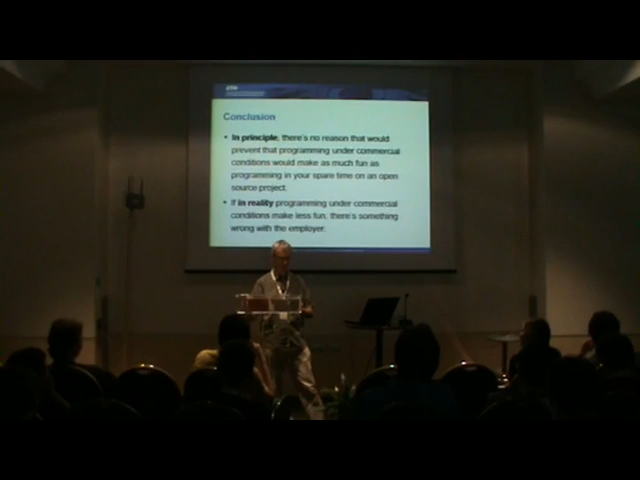 Conclusion
• In principle, there's no reason that would
prevent that programming under commercial
conditions would make as much fun as
programming in your spare time on an open
source project.
• If in reality programming under commercial
conditions make less fun, there's something
wrong with the employer.